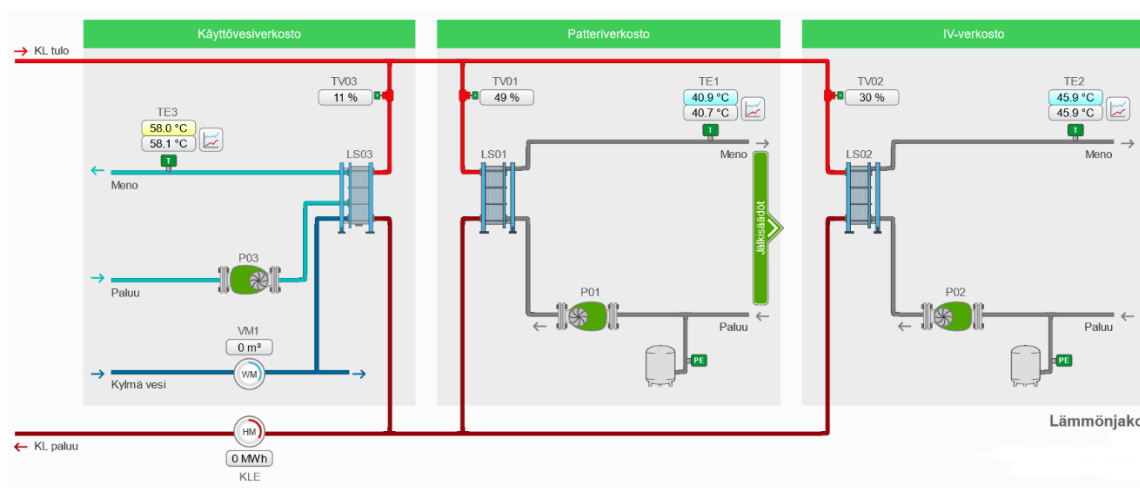 Käyttövesiverkosto
Patteriverkosto
IV-verkosto
→ KL tulo
TV03
11 %
TV01
49 %
TE1
40.9 °C
40.7 °C
TV02
30 %
TE2
45.9 °C
45.9 °C
TE3
58.0 °C
58.1 °C
T
T
T
LS03
LS01
LS02
Meno
Meno
Meno
Jälkisäädöt
P03
Paluu
P01
Paluu
P02
Paluu
VM1
0 m³
WM
Kylmä vesi
PE
PE
Lämmönjako
HM
← KL paluu
0 MWh
KLE